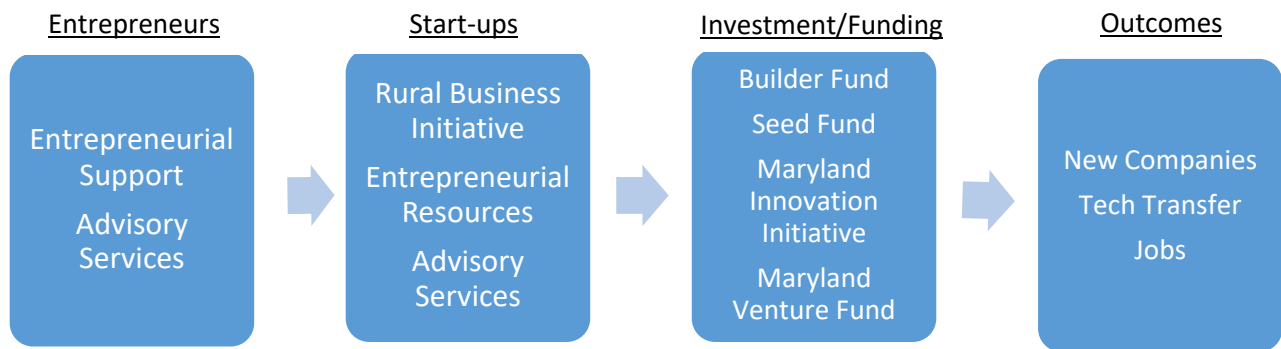 Entrepreneurs
Entrepreneurial
Support
Advisory
Services
Start-ups
Rural Business
Initiative
Entrepreneurial
Resources
Advisory
Services
Investment/Funding
Builder Fund
Seed Fund
Maryland
Innovation
Initiative
Maryland
Venture Fund
Outcomes
New Companies
Tech Transfer
Jobs